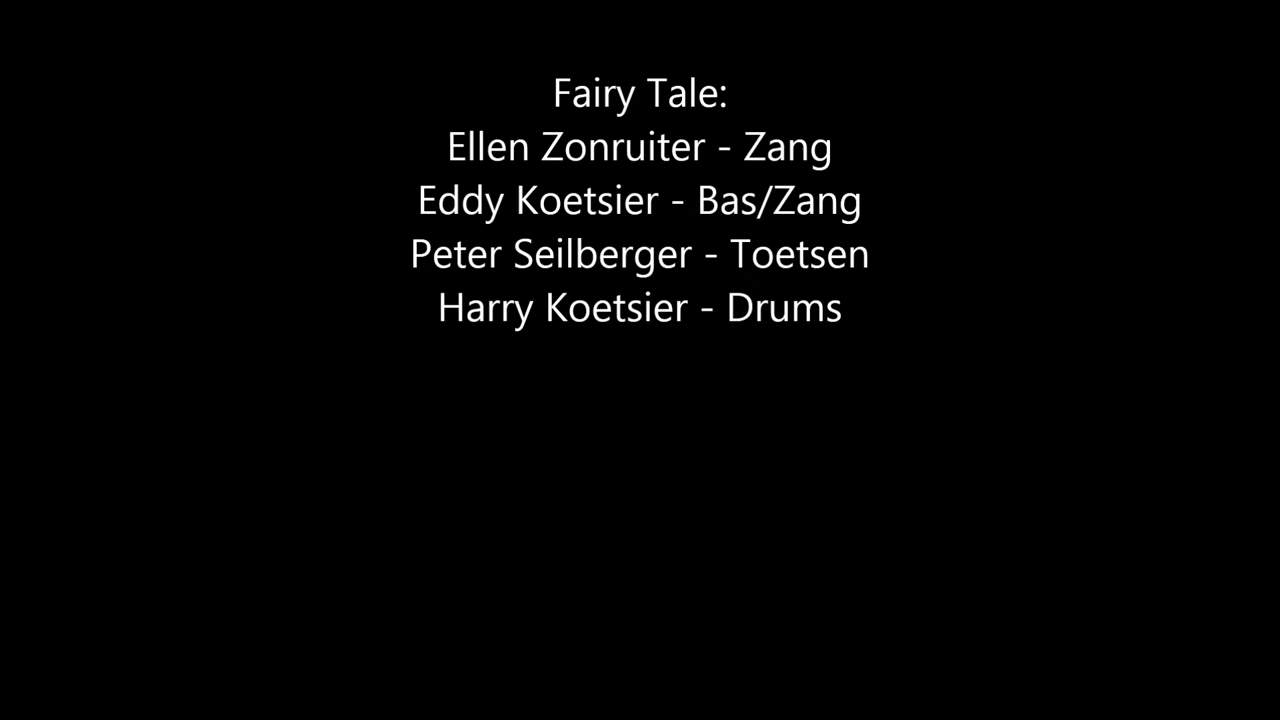 Fairy Tale:
Ellen Zonruiter - Zang
Eddy Koetsier - Bas/Zang
Peter Seilberger - Toetsen
Harry Koetsier - Drums